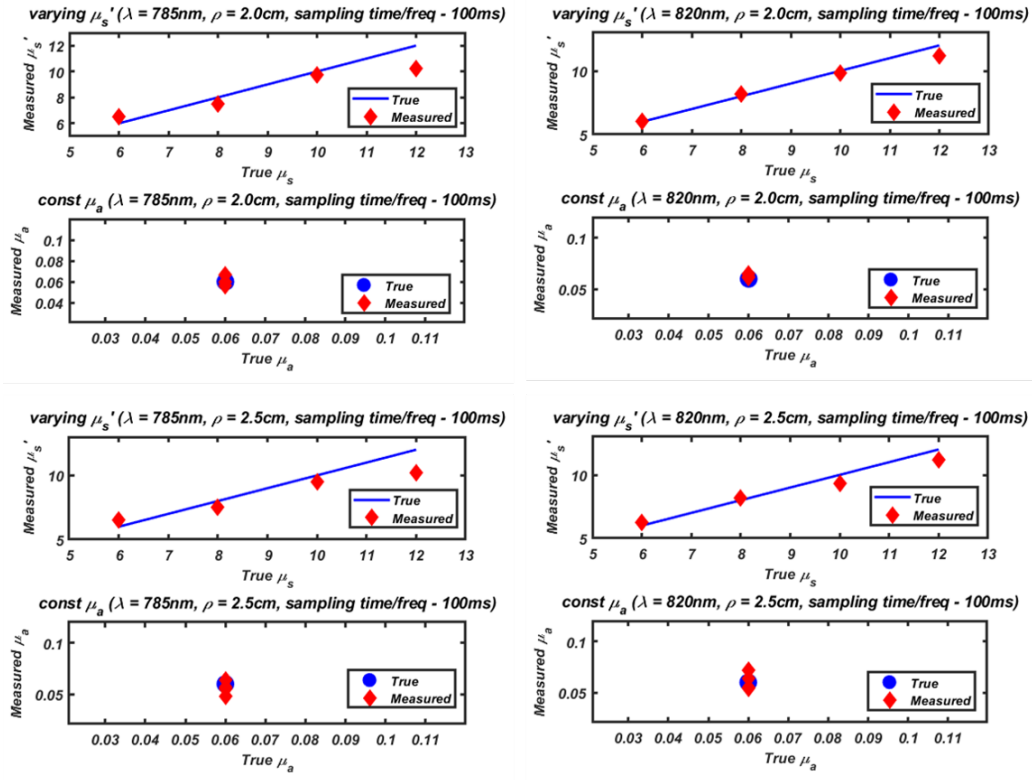 varying μs' (λ = 785nm, ρ = 2.0cm, sampling time/freq - 100ms)
Measured μs'
12
10
8
6
True
Measured
5 6 7 8 9 10 11 12 13
True μs
const μa (λ = 785nm, ρ = 2.0cm, sampling time/freq - 100ms)
Measured μa
0.1
0.08
0.06
0.04
True
Measured
0.03 0.04 0.05 0.06 0.07 0.08 0.09 0.1 0.11
True μa
varying μs' (λ = 820nm, ρ = 2.0cm, sampling time/freq - 100ms)
Measured μs'
10
5
True
Measured
5 6 7 8 9 10 11 12 13
True μs
const μa (λ = 820nm, ρ = 2.0cm, sampling time/freq - 100ms)
Measured μa
0.1
0.05
True
Measured
0.03 0.04 0.05 0.06 0.07 0.08 0.09 0.1 0.11
True μa
varying μs' (λ = 785nm, ρ = 2.5cm, sampling time/freq - 100ms)
Measured μs'
10
5
True
Measured
5 6 7 8 9 10 11 12 13
True μs
const μa (λ = 785nm, ρ = 2.5cm, sampling time/freq - 100ms)
Measured μa
0.1
0.05
True
Measured
0.03 0.04 0.05 0.06 0.07 0.08 0.09 0.1 0.11
True μa
varying μs' (λ = 820nm, ρ = 2.5cm, sampling time/freq - 100ms)
Measured μs'
10
5
True
Measured
5 6 7 8 9 10 11 12 13
True μs
const μa (λ = 820nm, ρ = 2.5cm, sampling time/freq - 100ms)
Measured μa
0.1
0.05
True
Measured
0.03 0.04 0.05 0.06 0.07 0.08 0.09 0.1 0.11
True μa